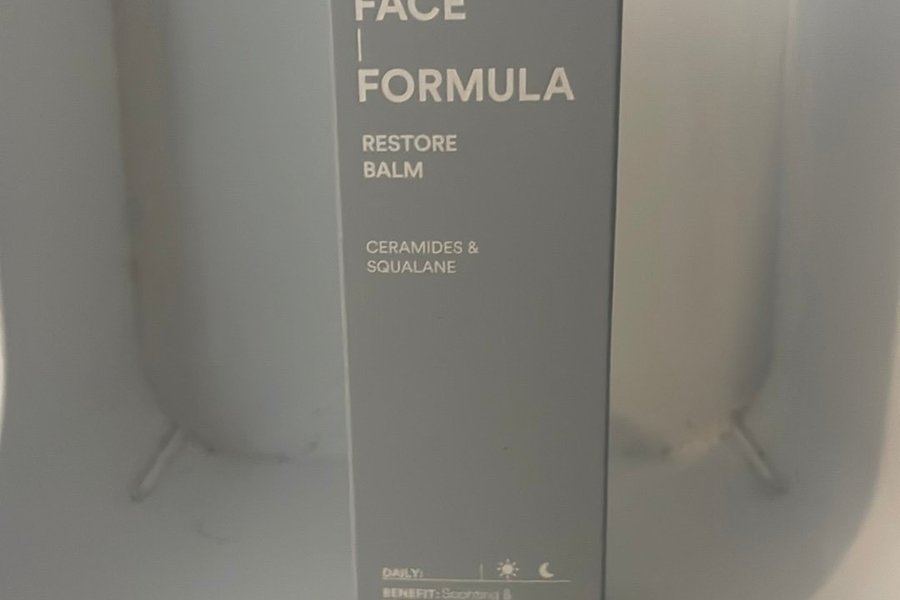 FACE
FORMULA
RESTORE
BALM
CERAMIDES &
SQUALANE
DAILY:
BENEFIT: Soothing &